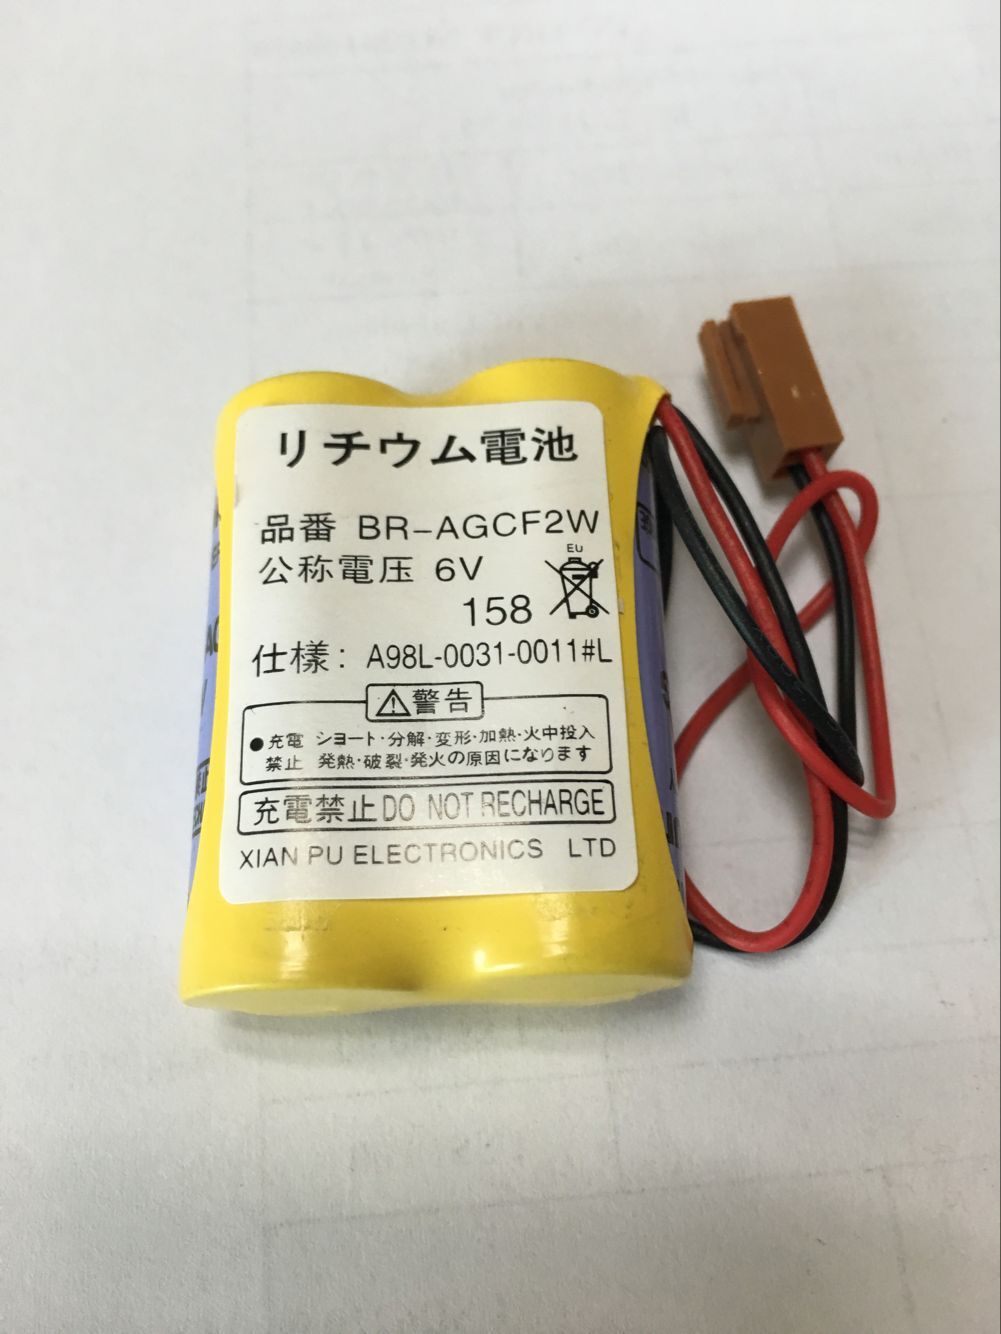 リチウム電池
品番 BR-AGCF2W
公称電圧 6V
EU
158
仕様: A98L-0031-0011#L
警告
●充電禁止 ショート・分解・変形・加熱・火中投入
発熱・破裂・発火の原因になります
充電禁止 DO NOT RECHARGE
XIAN PU ELECTRONICS LTD